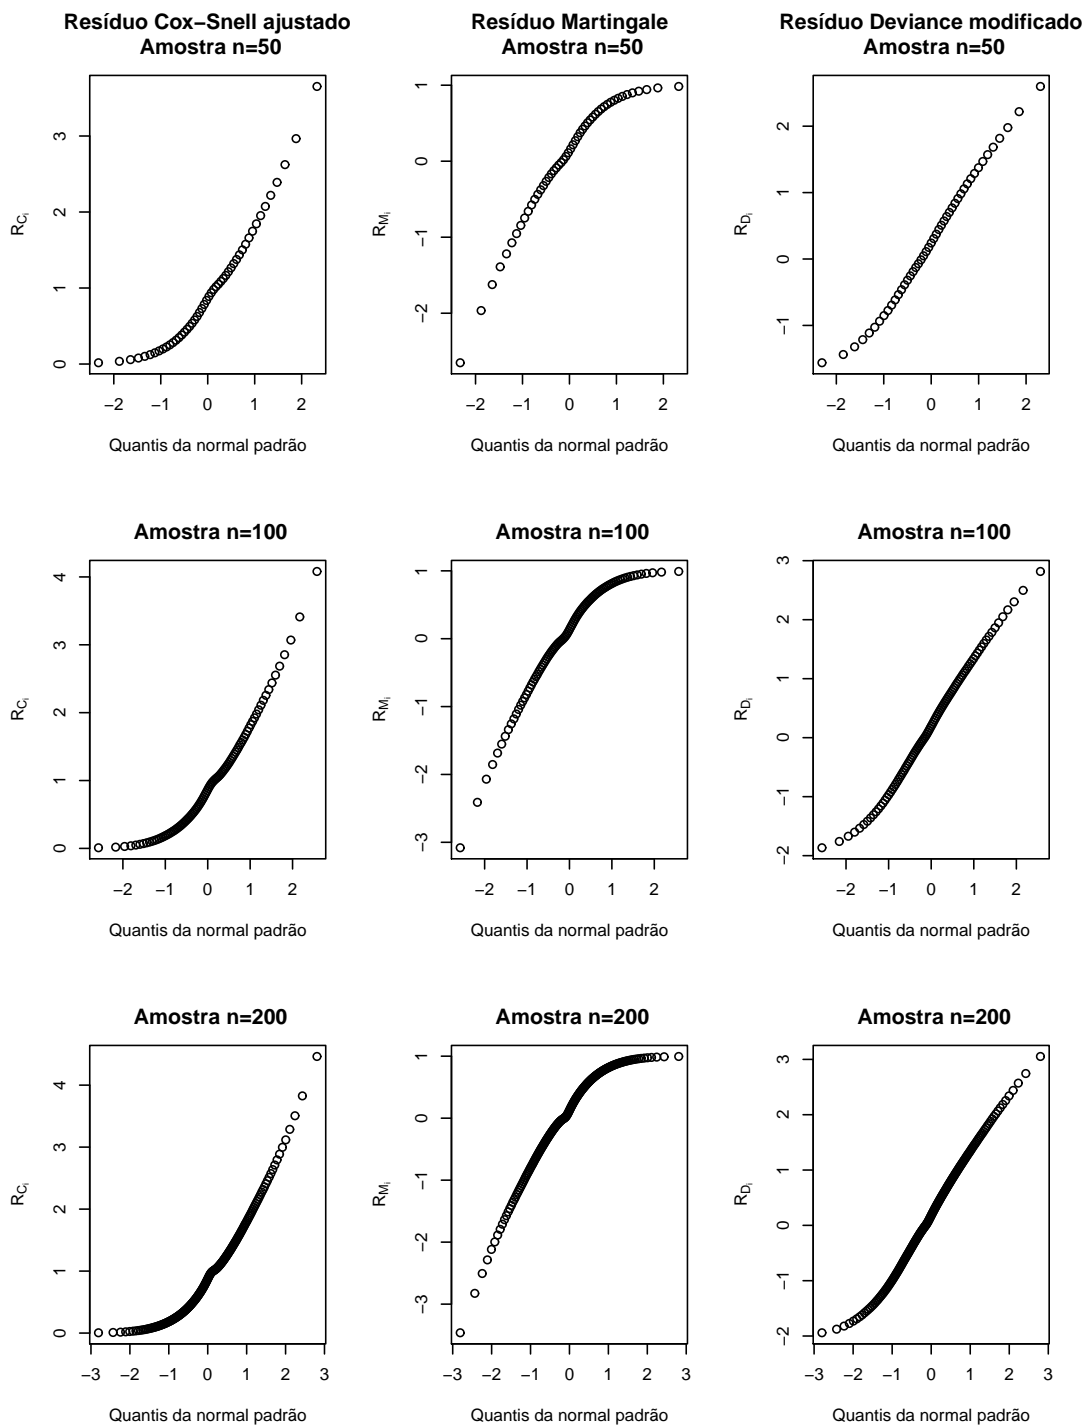 Resíduo Cox−Snell ajustado
Amostra n=50
Resíduo Martingale
Amostra n=50
Resíduo Deviance modificado
Amostra n=50
R_{C_i}
0 1 2 3
−2 −1 0 1 2
Quantis da normal padrão
R_{M_i}
−2 −1 0 1
−2 −1 0 1 2
Quantis da normal padrão
R_{D_i}
−1 0 1 2
−2 −1 0 1 2
Quantis da normal padrão
Amostra n=100
R_{C_i}
0 1 2 3 4
−2 −1 0 1 2
Quantis da normal padrão
Amostra n=100
R_{M_i}
−3 −2 −1 0 1
−2 −1 0 1 2
Quantis da normal padrão
Amostra n=100
R_{D_i}
−2 −1 0 1 2 3
−2 −1 0 1 2
Quantis da normal padrão
Amostra n=200
R_{C_i}
0 1 2 3 4
−3 −2 −1 0 1 2 3
Quantis da normal padrão
Amostra n=200
R_{M_i}
−3 −2 −1 0 1
−3 −2 −1 0 1 2 3
Quantis da normal padrão
Amostra n=200
R_{D_i}
−2 −1 0 1 2 3
−3 −2 −1 0 1 2 3
Quantis da normal padrão